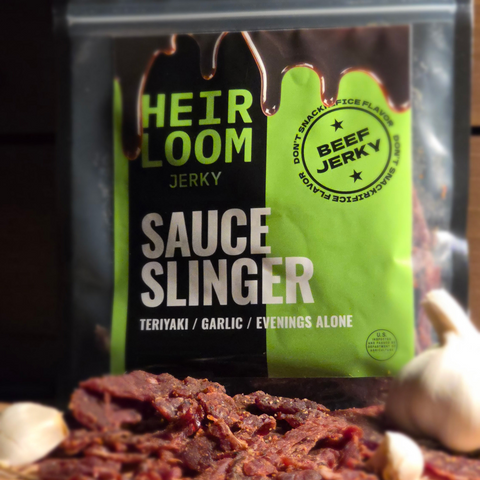 HEIR
LOOM
JERKY
DON'T SNACKRIFICE FLAVOR
DON'T SNACKRIFICE FLAVOR
BEEF
JERKY
SAUCE
SLINGER
TERIYAKI / GARLIC / EVENINGS ALONE
U.S.